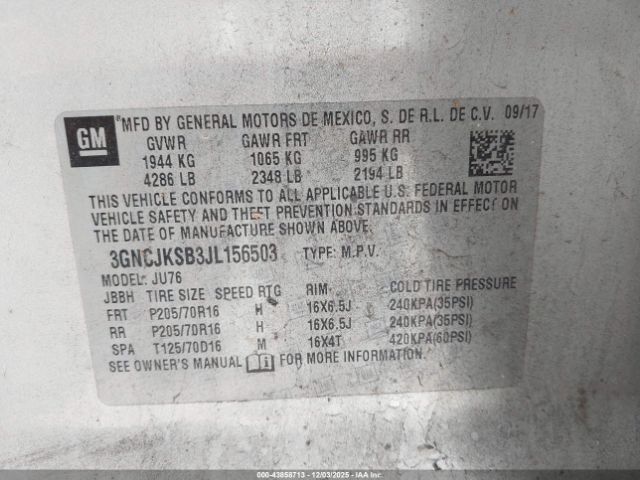 GM
MFD BY GENERAL MOTORS DE MEXICO, S. DE R.L. DE C.V. 09/17
GVWR GAWR FRT GAWR RR
1944 KG 1065 KG 995 KG
4286 LB 2348 LB 2194 LB
THIS VEHICLE CONFORMS TO ALL APPLICABLE U.S. FEDERAL MOTOR
VEHICLE SAFETY AND THEFT PREVENTION STANDARDS IN EFFECT ON
THE DATE OF MANUFACTURE SHOWN ABOVE.
3GNCJKSB3JL156503 TYPE: M.P.V.
MODEL: JU76
JBBH TIRE SIZE SPEED RTG RIM COLD TIRE PRESSURE
FRT P205/70R16 H 16X6.5J 240KPA(35PSI)
RR P205/70R16 H 16X6.5J 240KPA(35PSI)
SPA T125/70D16 M 16X4T 420KPA(60PSI)
SEE OWNER'S MANUAL FOR MORE INFORMATION.
000-43858713 - 12/03/2025 - IAAI.com